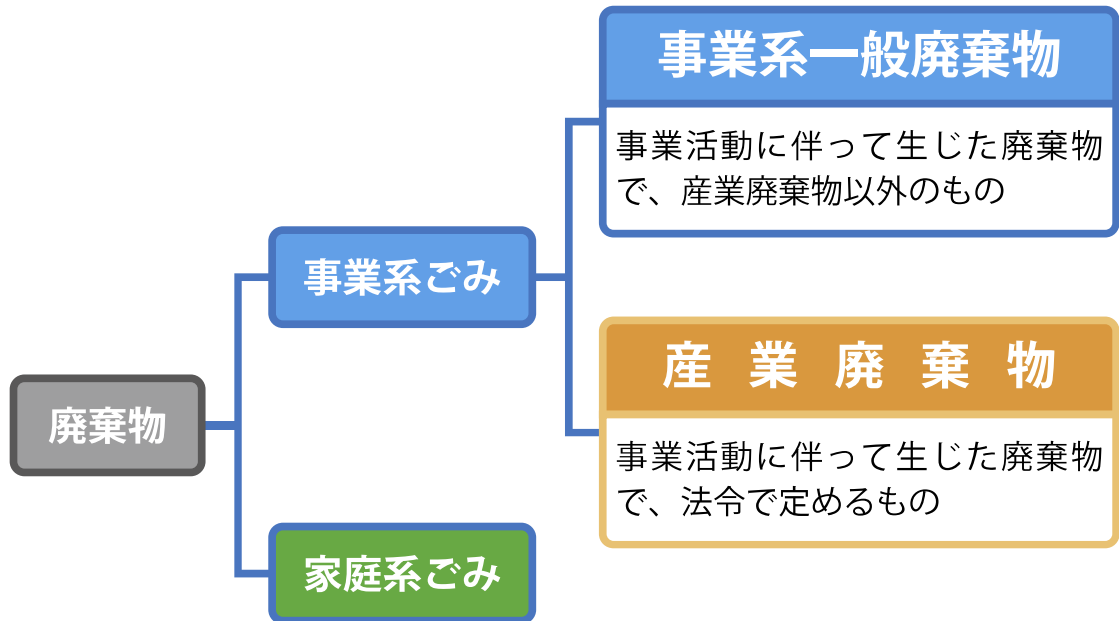 事業系一般廃棄物
事業活動に伴って生じた廃棄物
で、産業廃棄物以外のもの
事業系ごみ
産業廃棄物
事業活動に伴って生じた廃棄物
で、法令で定めるもの
廃棄物
家庭系ごみ